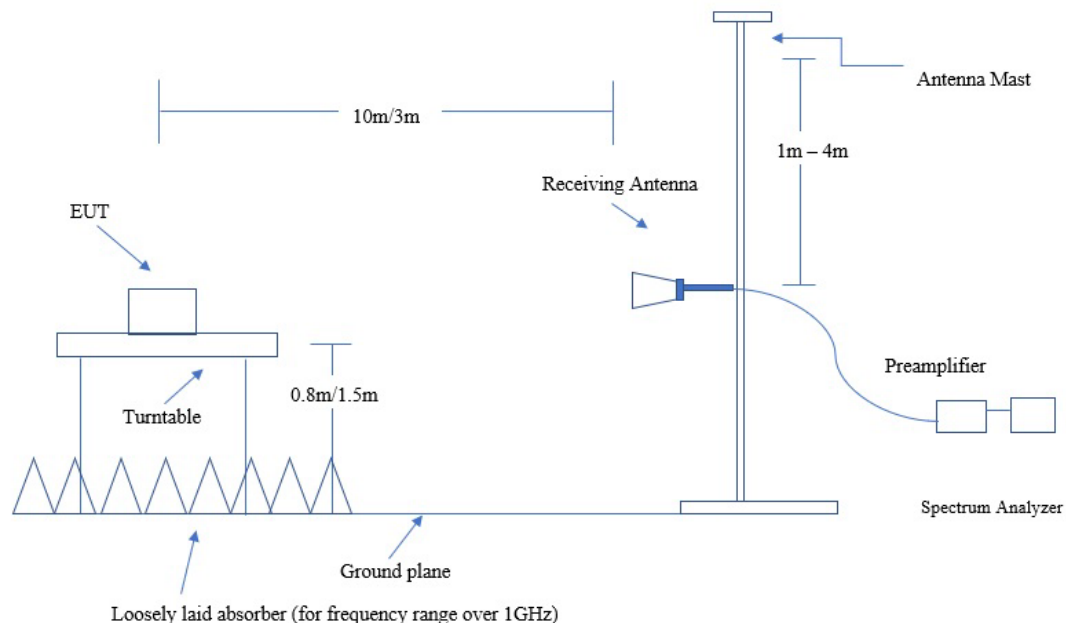 Antenna Mast
10m/3m
1m – 4m
Receiving Antenna
EUT
Preamplifier
0.8m/1.5m
Turntable
Spectrum Analyzer
Ground plane
Loosely laid absorber (for frequency range over 1GHz)